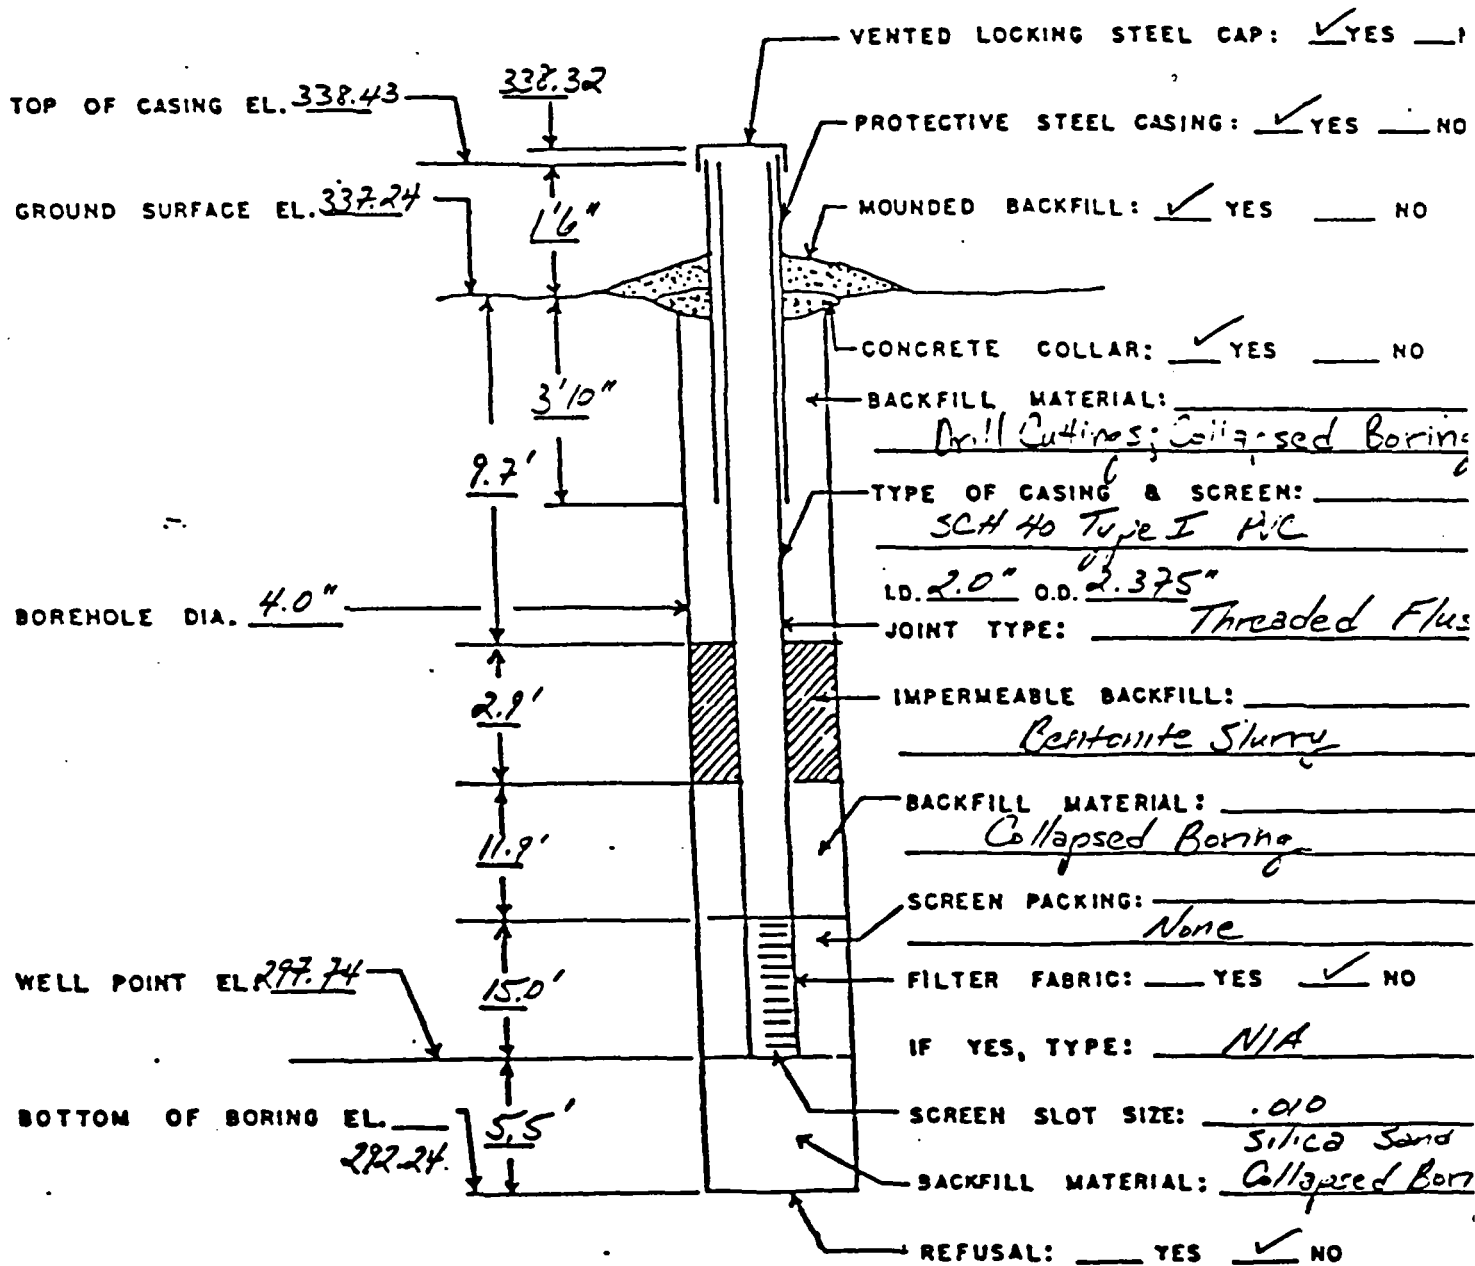 VENTED LOCKING STEEL CAP: ✓ YES
338.32
TOP OF CASING EL. 338.43
PROTECTIVE STEEL CASING: ✓ YES NO
GROUND SURFACE EL. 337.24
1'6"
MOUNDED BACKFILL: ✓ YES NO
CONCRETE COLLAR: ✓ YES NO
3'10"
BACKFILL MATERIAL:
Drill Cuttings; Collapsed Boring
9.7'
TYPE OF CASING & SCREEN:
SCH 40 Type I PVC
I.D. 2.0" O.D. 2.375"
BOREHOLE DIA. 4.0"
JOINT TYPE: Threaded Flus
2.9'
IMPERMEABLE BACKFILL:
Bentonite Slurry
BACKFILL MATERIAL:
Collapsed Boring
11.9'
SCREEN PACKING:
None
WELL POINT EL. 297.74
15.0'
FILTER FABRIC: YES ✓ NO
IF YES, TYPE: N/A
BOTTOM OF BORING EL.
292.24
5.5'
SCREEN SLOT SIZE: .010
Silica Sand
BACKFILL MATERIAL: Collapsed Bor
REFUSAL: YES ✓ NO